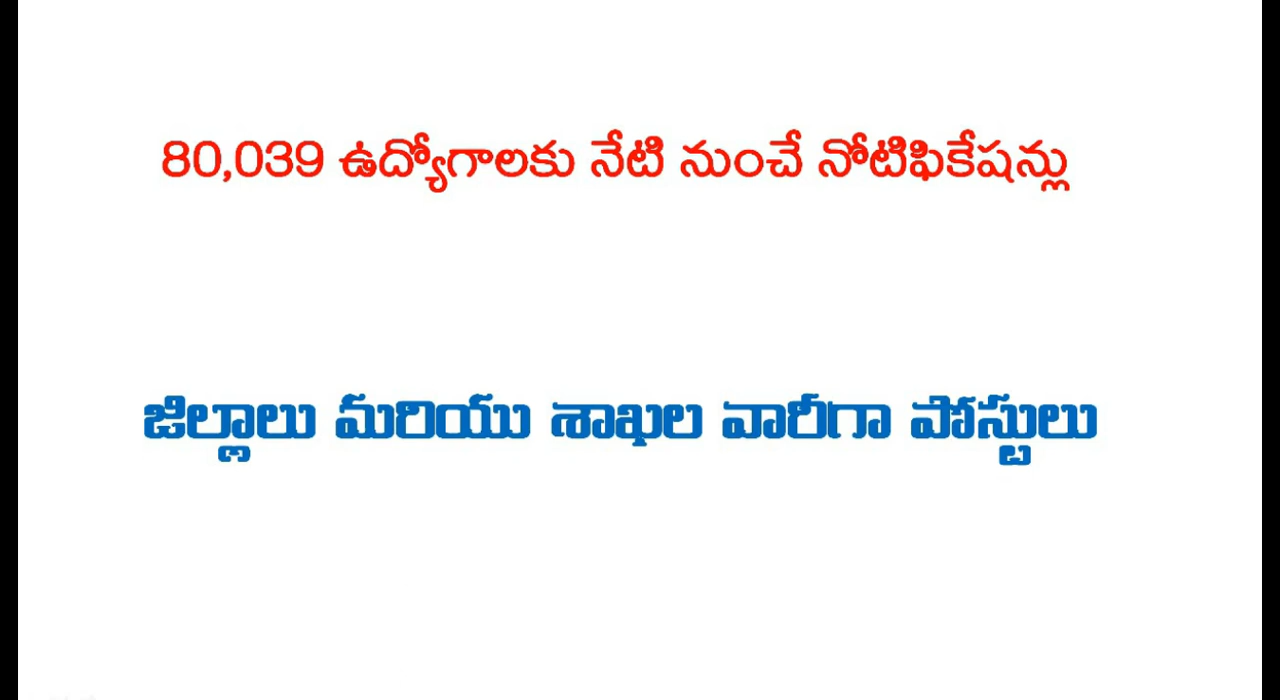 80,039 ఉద్యోగాలకు నేటి నుంచే నోటిఫికేషన్లు
జిల్లాలు మరియు శాఖల వారీగా పోస్టులు